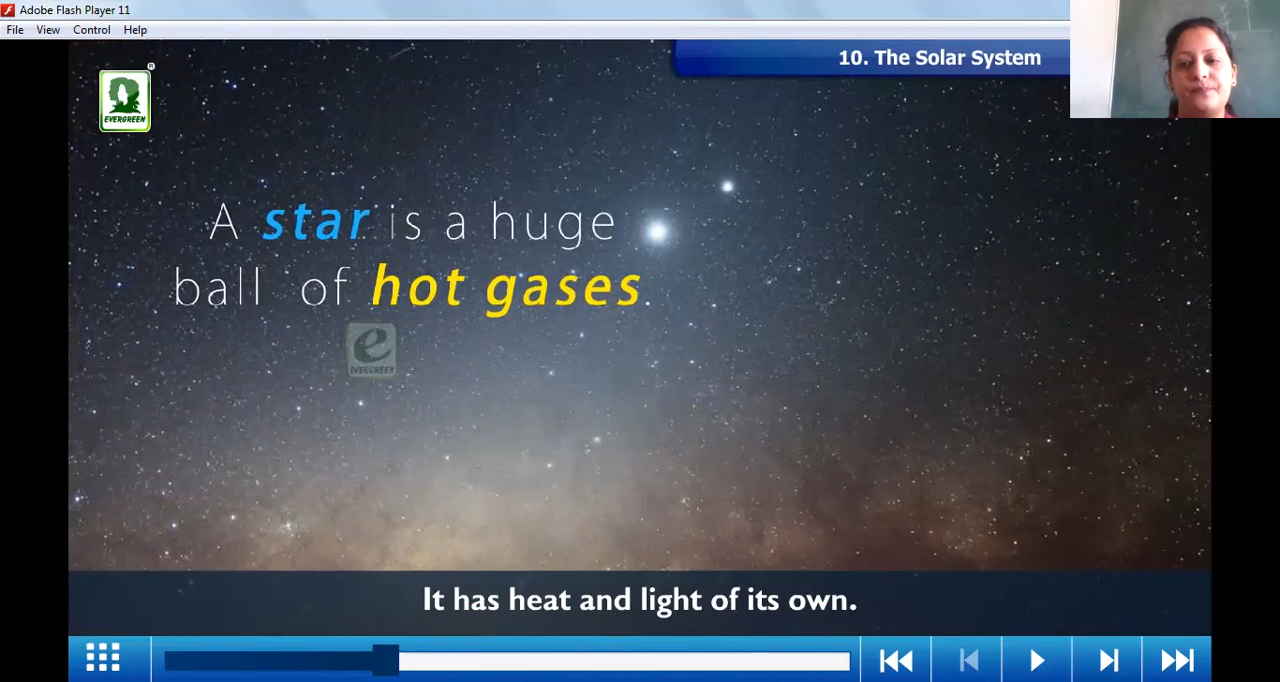 Adobe Flash Player 11
File View Control Help
10. The Solar System
®
EVERGREEN
A star is a huge
ball of hot gases.
e
EVERGREEN
It has heat and light of its own.